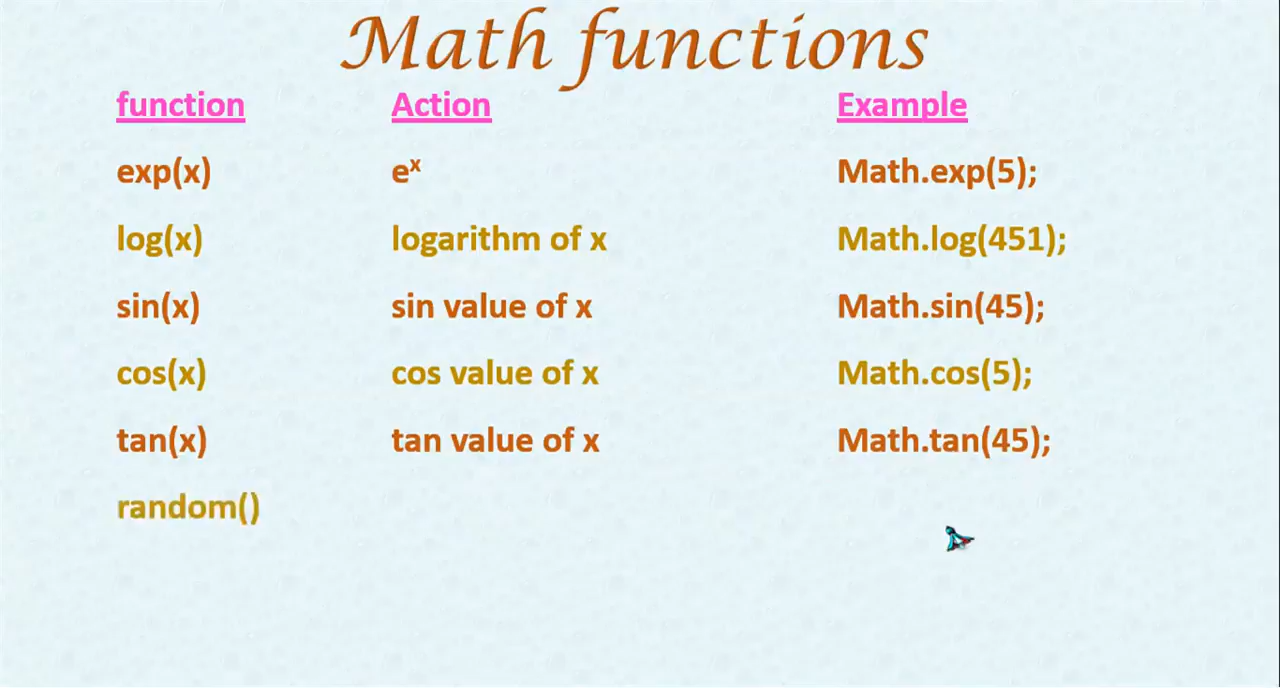 Math functions
function Action Example
exp(x) eˣ Math.exp(5);
log(x) logarithm of x Math.log(451);
sin(x) sin value of x Math.sin(45);
cos(x) cos value of x Math.cos(5);
tan(x) tan value of x Math.tan(45);
random()